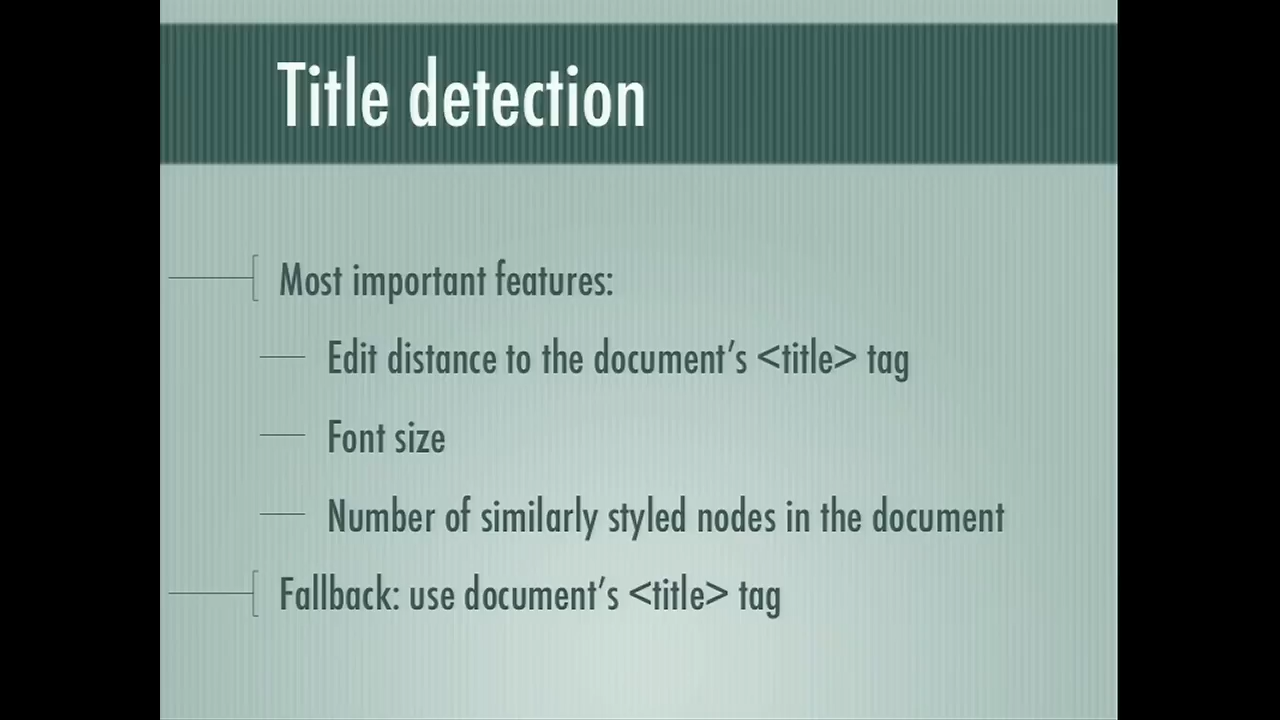 Title detection
Most important features:
Edit distance to the document’s <title> tag
Font size
Number of similarly styled nodes in the document
Fallback: use document’s <title> tag